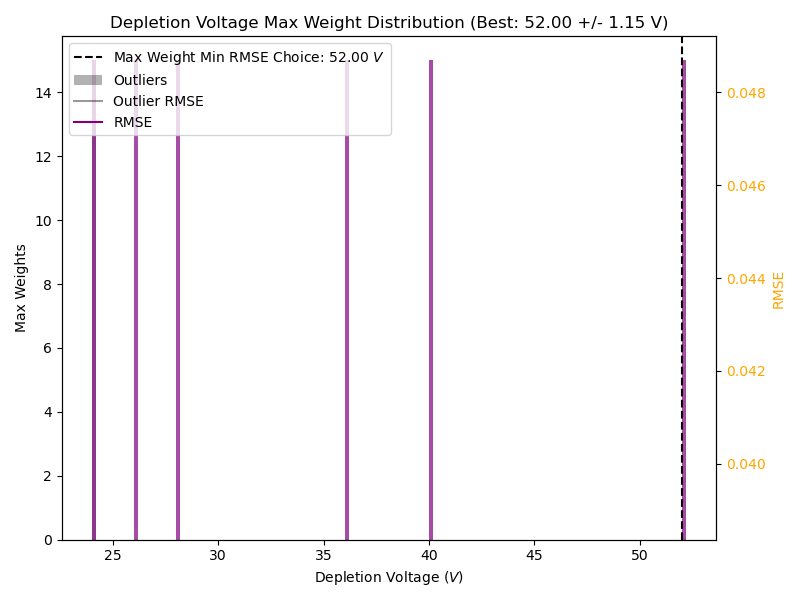 Depletion Voltage Max Weight Distribution (Best: 52.00 +/- 1.15 V)
Max Weight Min RMSE Choice: 52.00 V
Outliers
Outlier RMSE
RMSE
14
12
10
8
6
4
2
0
Max Weights
0.048
0.046
0.044
0.042
0.040
RMSE
25 30 35 40 45 50
Depletion Voltage (V)